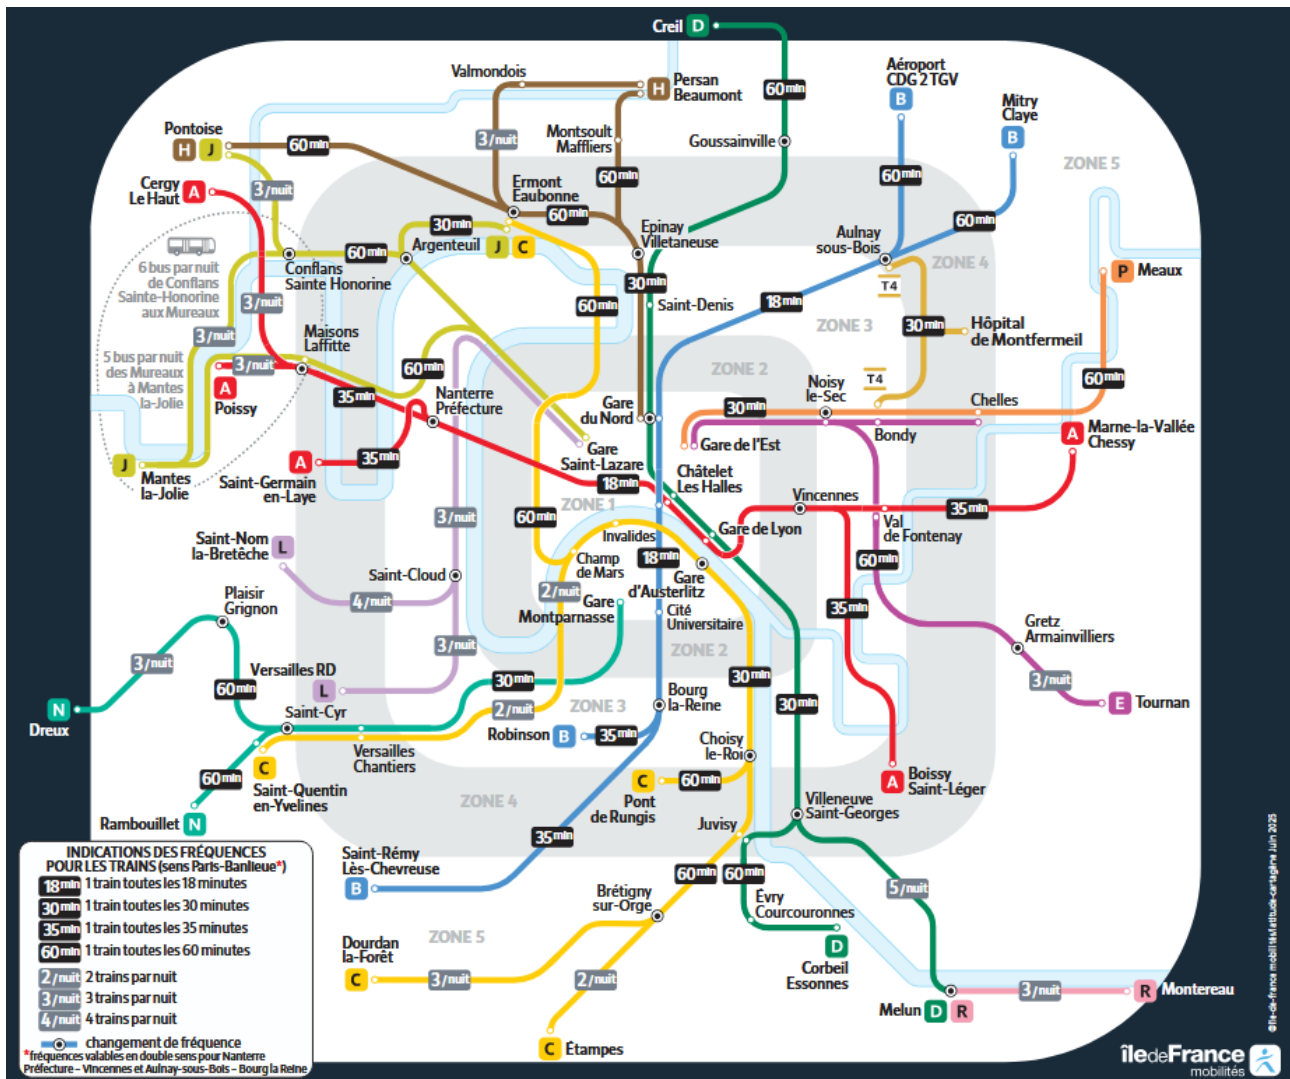 Creil D
Valmondois
H Persan
Beaumont
60min
Aéroport
CDG 2 TGV
B
Mitry
Claye
B
Pontoise
H J
60min
3/nuit
Montsoult
Maffliers
Goussainville
ZONE 5
Cergy
Le Haut A
3/nuit
Ermont
Eaubonne
60min
60min
60min
60min
30min
Argenteuil J C
Epinay
Villetaneuse
Aulnay
sous-Bois
ZONE 4
6 bus par nuit
de Conflans
Sainte-Honorine
aux Mureaux
Conflans
Sainte Honorine
60min
30min
T4
P Meaux
3/nuit
60min
Saint-Denis
18min
ZONE 3
30min
Hôpital
de Montfermeil
3/nuit
Maisons
Laffitte
5 bus par nuit
des Mureaux
à Mantes
la-Jolie
3/nuit
A
Poissy
60min
35min
Nanterre
Préfecture
ZONE 2
Noisy
le-Sec
T4
60min
Gare
du Nord
30min
Chelles
Bondy
Gare de l'Est
A Marne-la-Vallée
Chessy
J Mantes
la-Jolie
A
Saint-Germain
en-Laye
35min
Gare
Saint-Lazare
18min
Châtelet
Les Halles
Vincennes
35min
ZONE 1
3/nuit
60min
Invalides
Gare de Lyon
Val
de Fontenay
Saint-Nom
la-Bretêche L
Saint-Cloud
Champ
de Mars
18min
Gare
d'Austerlitz
60min
4/nuit
2/nuit
Gare
Montparnasse
Cité
Universitaire
35min
Plaisir
Grignon
3/nuit
Gretz
Armainvilliers
ZONE 2
3/nuit
Versailles RD
L
60min
30min
30min
3/nuit
N
Dreux
Saint-Cyr
2/nuit
ZONE 3
Bourg
la-Reine
30min
E Tournan
Robinson B 35min
Versailles
Chantiers
Choisy
le-Roi
60min
C
Saint-Quentin
en-Yvelines
C 60min
Pont
de Rungis
A Boissy
Saint-Léger
Rambouillet N
ZONE 4
Villeneuve
Saint-Georges
Juvisy
35min
Saint-Rémy
Lès-Chevreuse
B
60min
60min
5/nuit
Brétigny
sur-Orge
Évry
Courcouronnes
ZONE 5
Dourdan
la-Forêt
C
3/nuit
2/nuit
D
Corbeil
Essonnes
3/nuit
R Montereau
Melun D R
C Étampes
INDICATIONS DES FRÉQUENCES
POUR LES TRAINS (sens Paris-Banlieue*)
18min 1 train toutes les 18 minutes
30min 1 train toutes les 30 minutes
35min 1 train toutes les 35 minutes
60min 1 train toutes les 60 minutes
2/nuit 2 trains par nuit
3/nuit 3 trains par nuit
4/nuit 4 trains par nuit
changement de fréquence
*fréquences valables en double sens pour Nanterre
Préfecture – Vincennes et Aulnay-sous-Bois – Bourg la Reine
île de France
mobilités